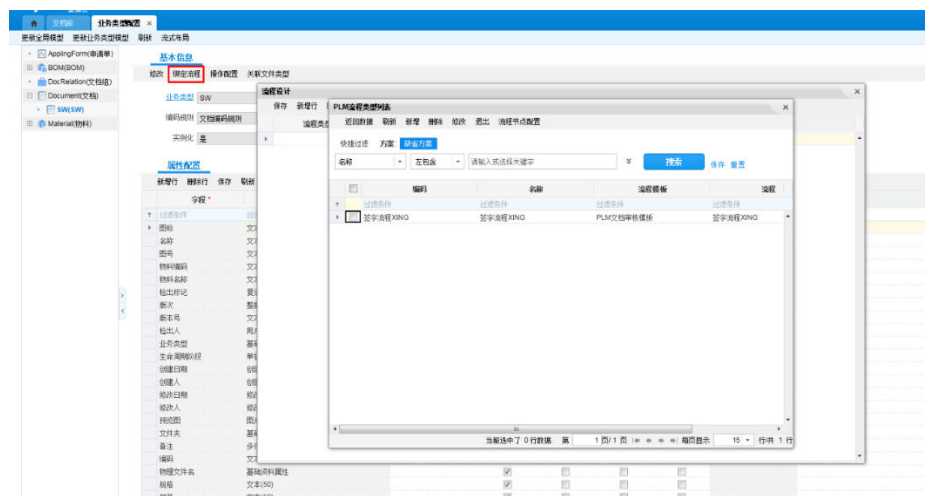 文档库 业务类型配置 ×
更新全局模型 更新业务类型模型 刷新 流式布局
ApplingForm(申请单)
BOM(BOM)
DocRelation(文档组)
Document(文档)
SW(SW)
Material(物料)
基本信息
修改 绑定流程 操作配置 关联文件类型
业务类型 SW
编码规则 文档编码规则
实例化 是
属性配置
新增行 删除行 保存 刷新
字段 *
过滤条件
图标
名称
图号
物料编码
物料名称
检出标记
版次
版本号
检出人
业务类型
生命周期阶段
创建日期
创建人
修改日期
修改人
预览图
文件夹
备注
编码
物理文件名 基础资料属性
规格 文本(50)
流程设计 ×
保存 新增行
流程类型
PLM流程类型列表 ×
返回数据 刷新 新增 删除 修改 退出 流程节点配置
快捷过滤 方案 缺省方案
名称 左包含 请输入或选择关键字 搜索 保存 重置
编码 名称 流程模板 流程
过滤条件 过滤条件 过滤条件 过滤条件
签字流程XING 签字流程XING PLM文档审核模板 签字流程XING
当前选中了 0 行数据 第 1 页/1 页 每页显示 15 行/共 1 行